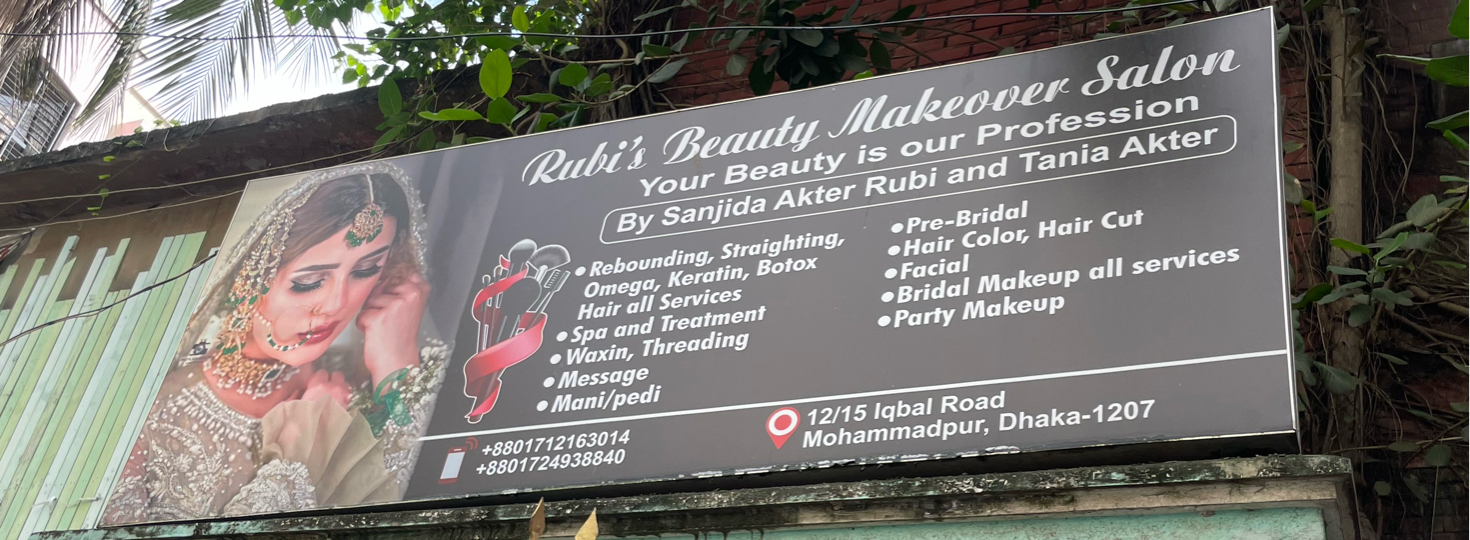 Rubi's Beauty Makeover Salon
Your Beauty is our Profession
By Sanjida Akter Rubi and Tania Akter
• Rebounding, Straighting,
Omega, Keratin, Botox
Hair all Services
• Spa and Treatment
• Waxin, Threading
• Message
• Mani/pedi
• Pre-Bridal
• Hair Color, Hair Cut
• Facial
• Bridal Makeup all services
• Party Makeup
+8801712163014
+8801724938840
12/15 Iqbal Road
Mohammadpur, Dhaka-1207